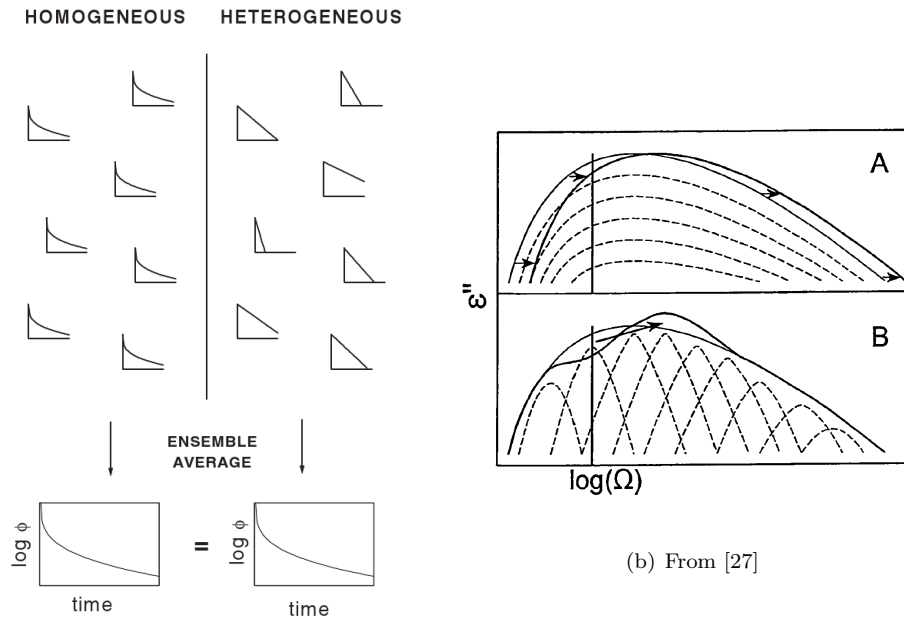 HOMOGENEOUS
HETEROGENEOUS
ENSEMBLE
AVERAGE
log ϕ
time
=
log ϕ
time
A
ε"
B
log(Ω)
(b) From [27]